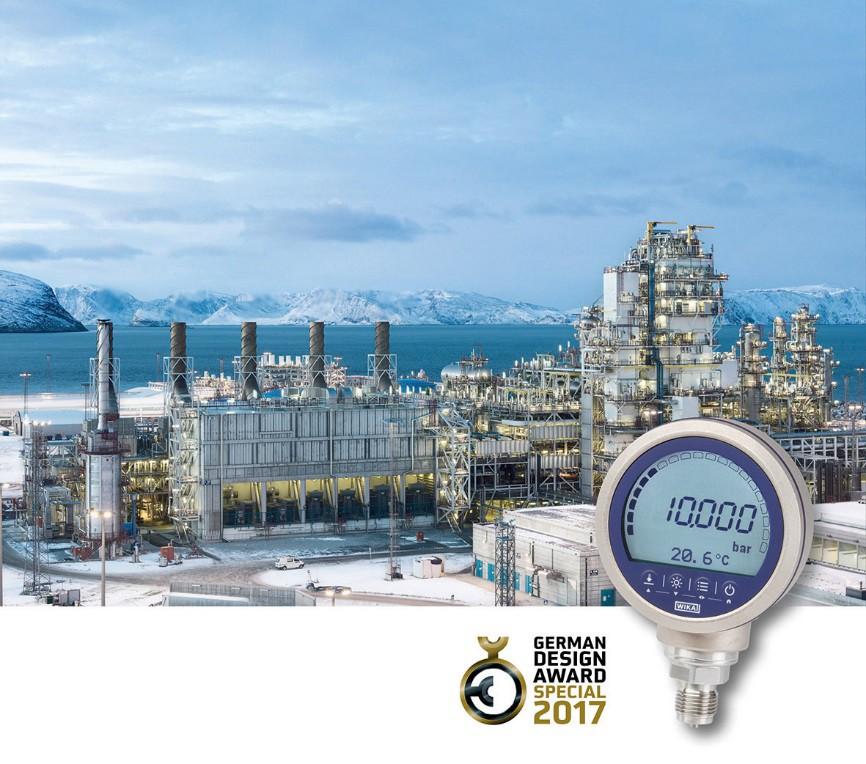 10.000
bar
20.6°C
WIKA
GERMAN
DESIGN
AWARD
SPECIAL
2017